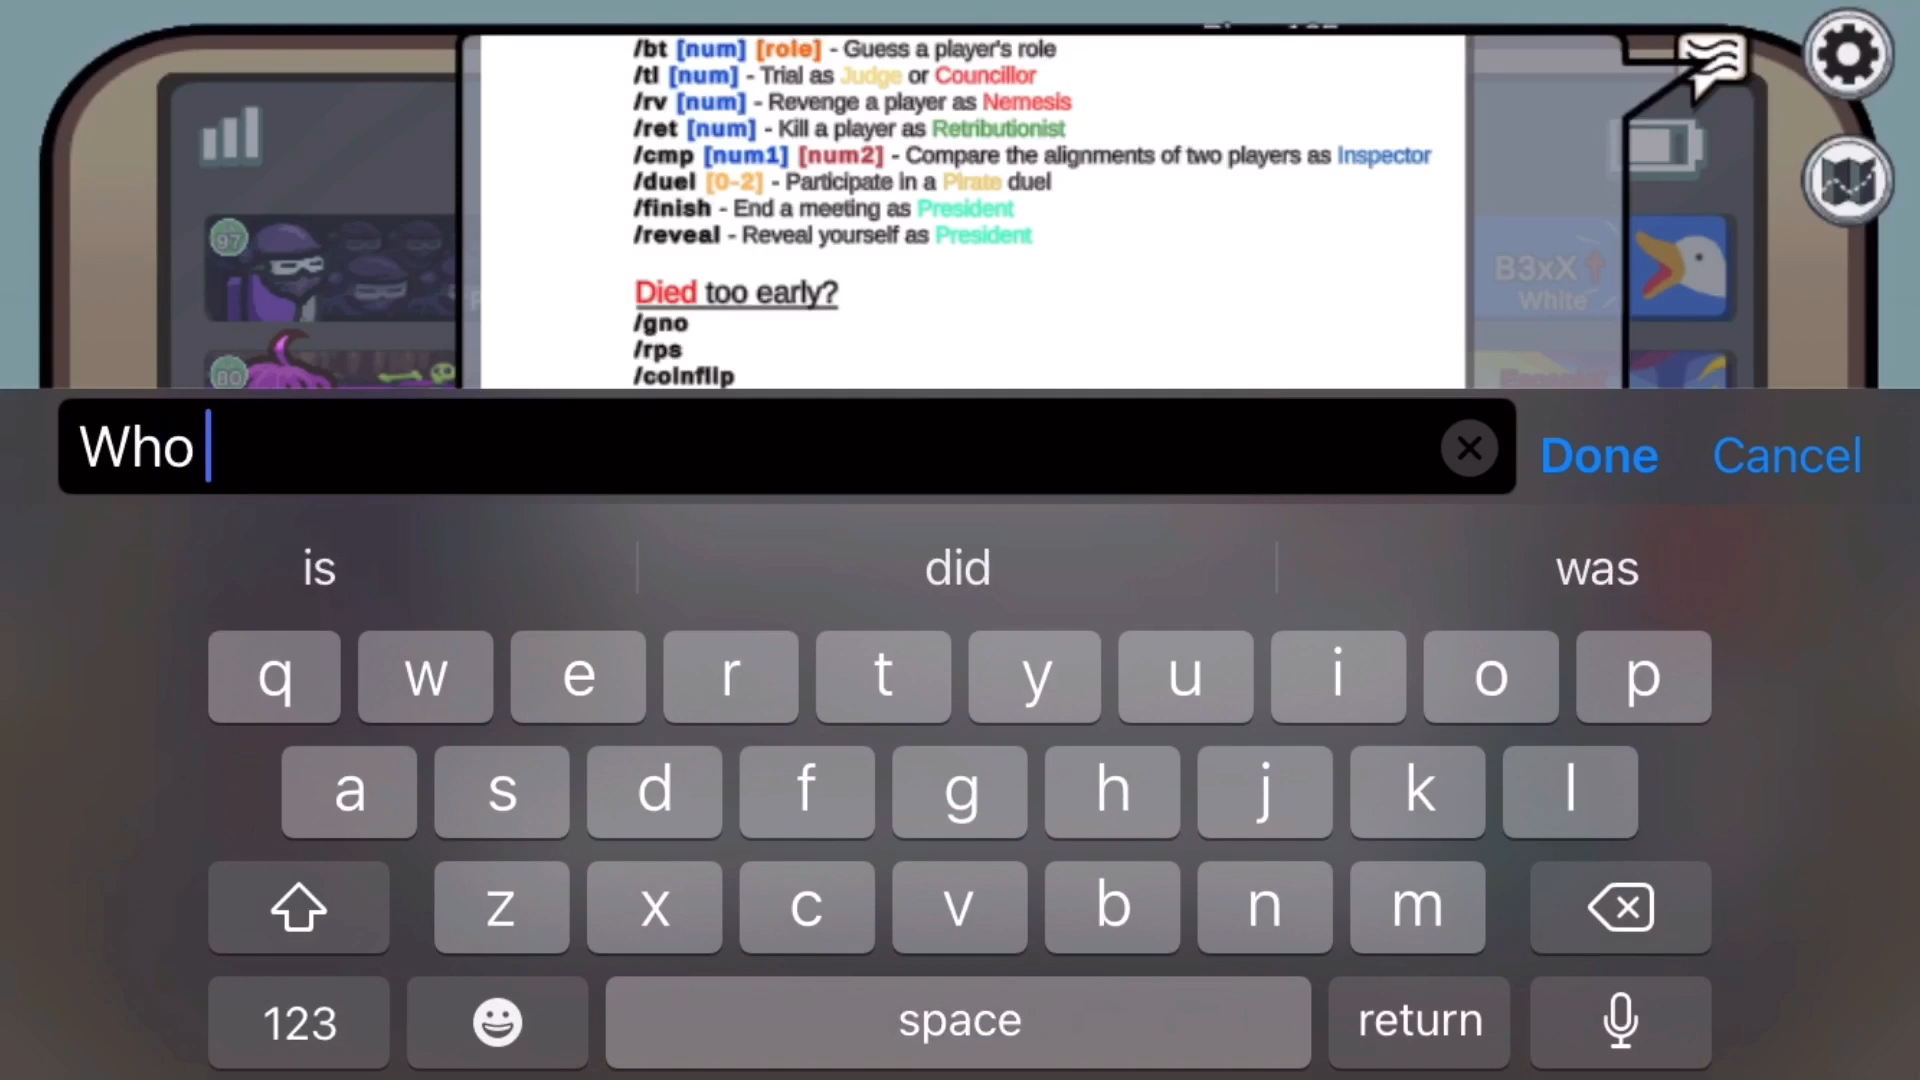 /bt [num] [role] - Guess a player's role
/tl [num] - Trial as Judge or Councillor
/rv [num] - Revenge a player as Nemesis
/ret [num] - Kill a player as Retributionist
/cmp [num1] [num2] - Compare the alignments of two players as Inspector
/duel [0-2] - Participate in a Pirate duel
/finish - End a meeting as President
/reveal - Reveal yourself as President
97
B3xX
White
Died too early?
/gno
/rps
/coinflip
80
Who
Done
Cancel
is
did
was
q w e r t y u i o p
a s d f g h j k l
z x c v b n m
123
space
return